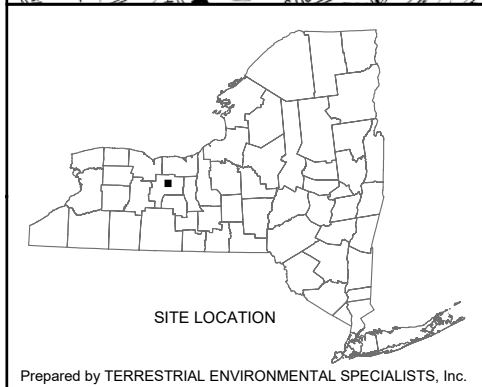 SITE LOCATION
Prepared by TERRESTRIAL ENVIRONMENTAL SPECIALISTS, Inc.